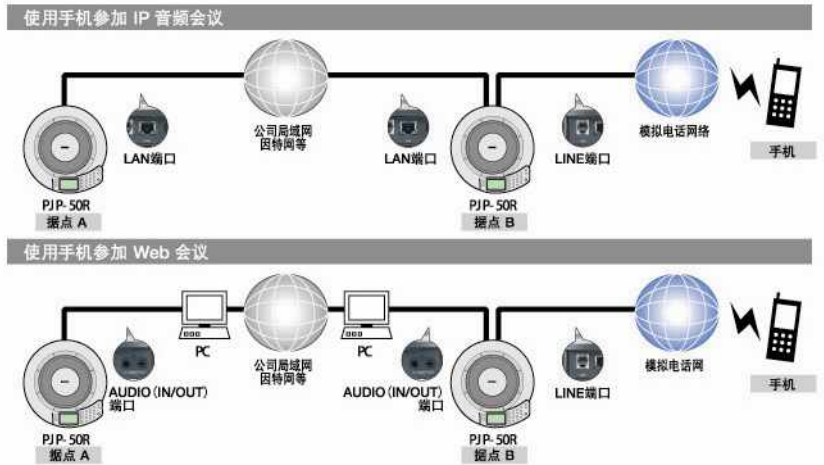 使用手机参加 IP 音频会议
LAN端口
公司局域网
因特网等
LAN端口
LINE端口
模拟电话网络
手机
PJP-50R
据点 A
PJP-50R
据点 B
使用手机参加 Web 会议
PC
PC
AUDIO(IN/OUT)
端口
公司局域网
因特网等
AUDIO(IN/OUT)
端口
LINE端口
模拟电话网
手机
PJP-50R
据点 A
PJP-50R
据点 B